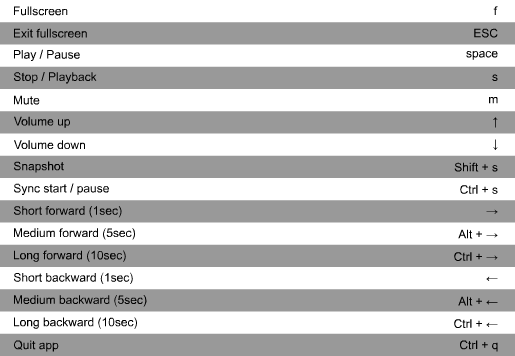 Fullscreen f
Exit fullscreen ESC
Play / Pause space
Stop / Playback s
Mute m
Volume up ↑
Volume down ↓
Snapshot Shift + s
Sync start / pause Ctrl + s
Short forward (1sec) →
Medium forward (5sec) Alt + →
Long forward (10sec) Ctrl + →
Short backward (1sec) ←
Medium backward (5sec) Alt + ←
Long backward (10sec) Ctrl + ←
Quit app Ctrl + q